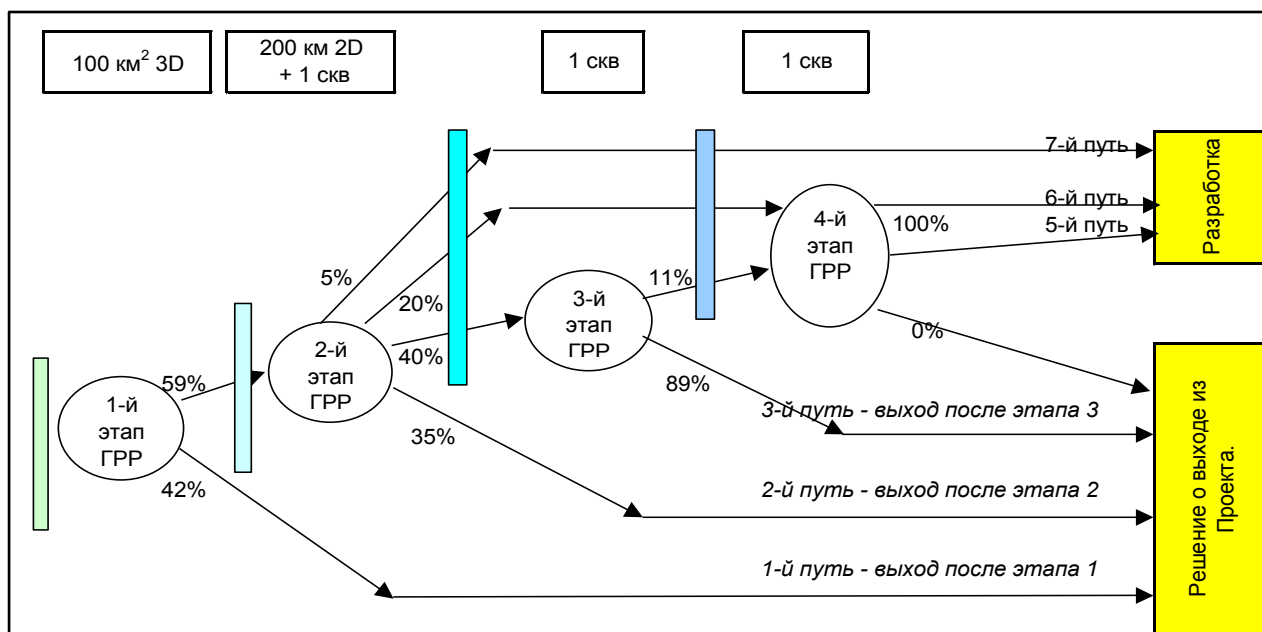 100 км² 3D
200 км 2D
+ 1 скв
1 скв
1 скв
7-й путь
6-й путь
5-й путь
100%
Разработка
4-й
этап
ГРР
5%
20%
11%
3-й
этап
ГРР
0%
40%
2-й
этап
ГРР
59%
89%
1-й
этап
ГРР
3-й путь - выход после этапа 3
35%
42%
2-й путь - выход после этапа 2
1-й путь - выход после этапа 1
Решение о выходе из
Проекта.